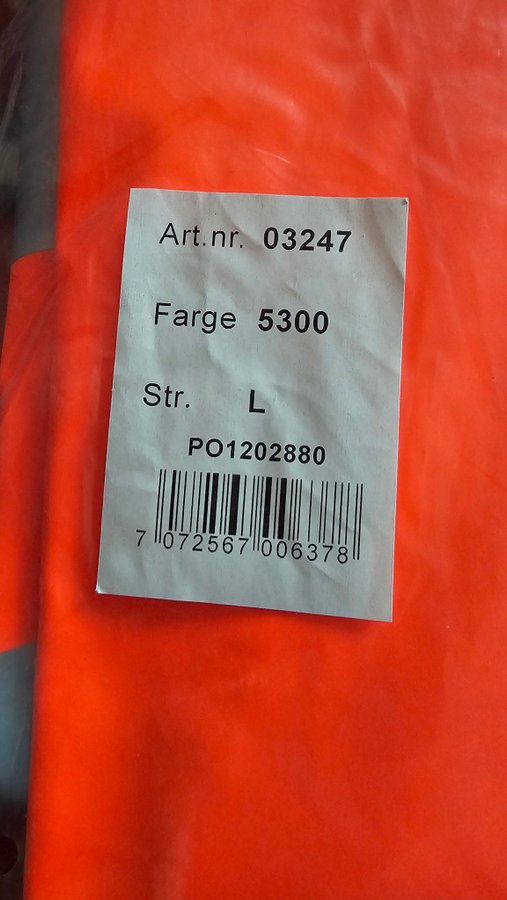 Art.nr. 03247
Farge 5300
Str. L
PO1202880
7 072567 006378